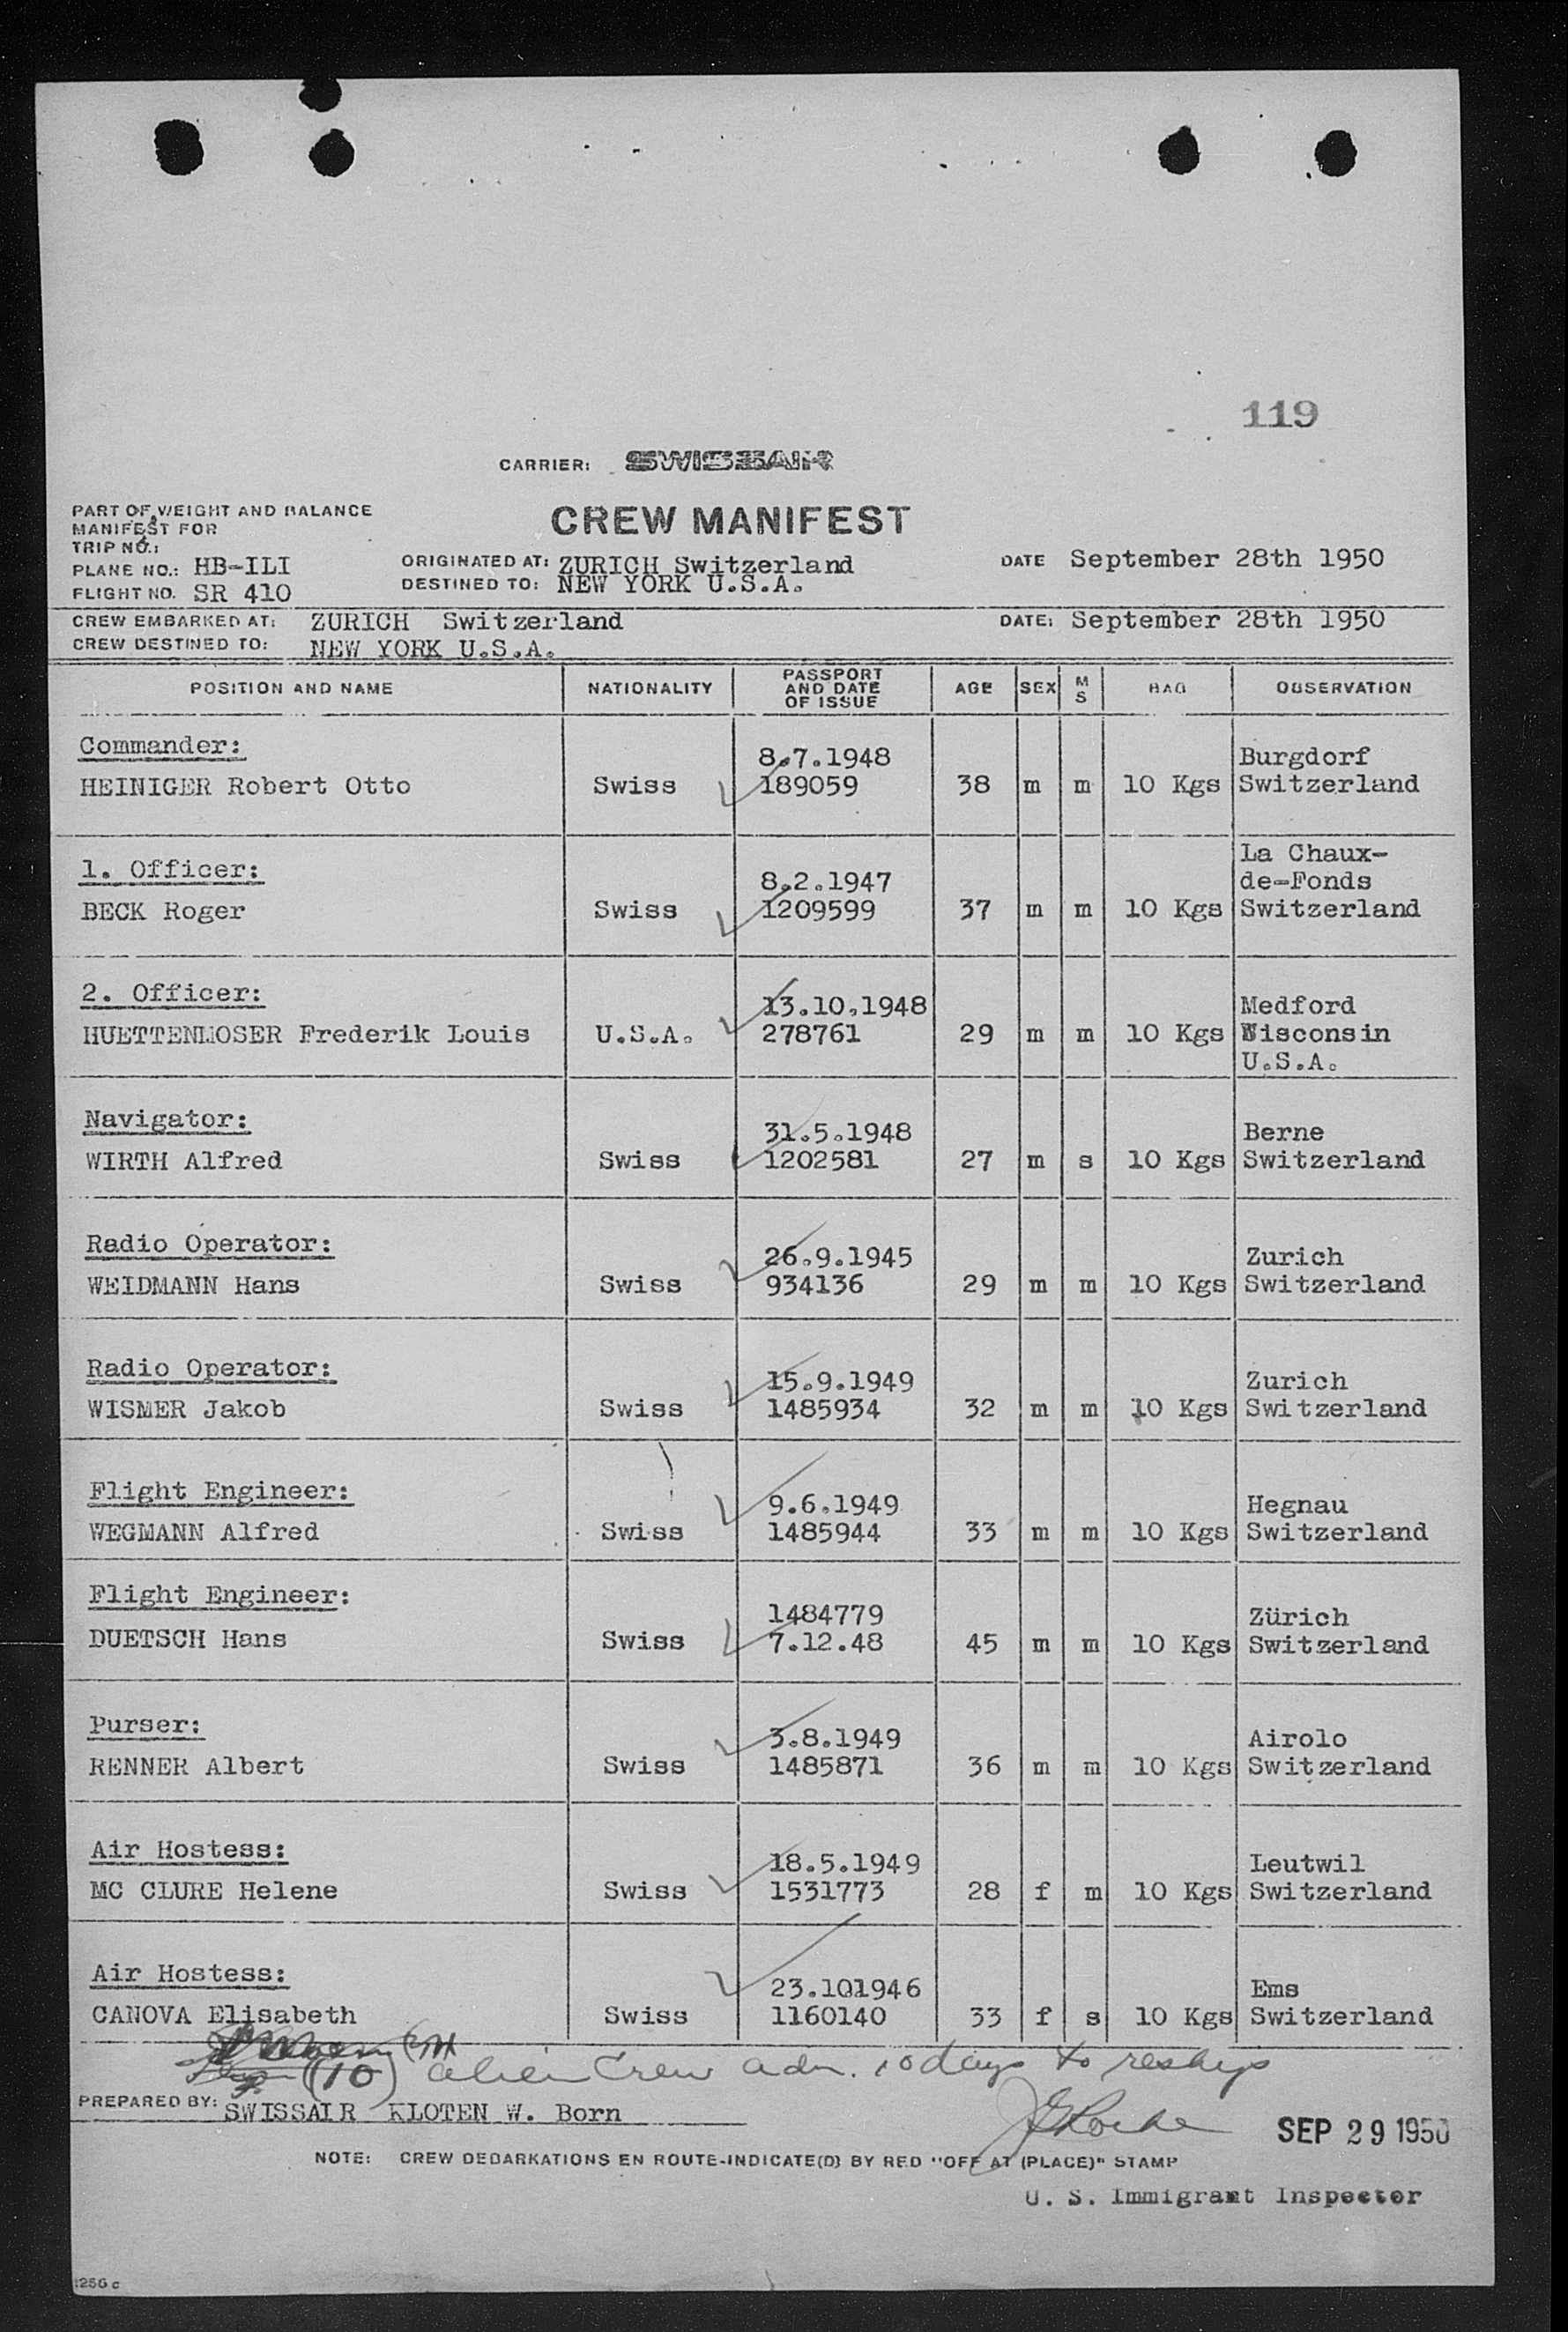 119
CARRIER: SWISSAIR
PART OF WEIGHT AND BALANCE
MANIFEST FOR
TRIP NO.:
PLANE NO.: HB-ILI
FLIGHT NO. SR 410
CREW MANIFEST
ORIGINATED AT: ZURICH Switzerland
DESTINED TO: NEW YORK U.S.A.
DATE September 28th 1950
CREW EMBARKED AT: ZURICH Switzerland DATE: September 28th 1950
CREW DESTINED TO: NEW YORK U.S.A.
POSITION AND NAME NATIONALITY PASSPORT AND DATE OF ISSUE AGE SEX M S BAG OBSERVATION
Commander:
8.7.1948 Burgdorf
HEINIGER Robert Otto Swiss 189059 38 m m 10 Kgs Switzerland
1. Officer:
La Chaux-
8.2.1947 de-Fonds
BECK Roger Swiss 1209599 37 m m 10 Kgs Switzerland
2. Officer:
13.10.1948 Medford
HUETTENMOSER Frederik Louis U.S.A. 278761 29 m m 10 Kgs Wisconsin
U.S.A.
Navigator:
31.5.1948 Berne
WIRTH Alfred Swiss 1202581 27 m s 10 Kgs Switzerland
Radio Operator:
26.9.1945 Zurich
WEIDMANN Hans Swiss 934136 29 m m 10 Kgs Switzerland
Radio Operator:
15.9.1949 Zurich
WISMER Jakob Swiss 1485934 32 m m 10 Kgs Switzerland
Flight Engineer:
9.6.1949 Hegnau
WEGMANN Alfred Swiss 1485944 33 m m 10 Kgs Switzerland
Flight Engineer:
1484779 Zürich
DUETSCH Hans Swiss 7.12.48 45 m m 10 Kgs Switzerland
Purser:
3.8.1949 Airolo
RENNER Albert Swiss 1485871 36 m m 10 Kgs Switzerland
Air Hostess:
18.5.1949 Leutwil
MC CLURE Helene Swiss 1531773 28 f m 10 Kgs Switzerland
Air Hostess:
23.101946 Ems
CANOVA Elisabeth Swiss 1160140 33 f s 10 Kgs Switzerland
(10) alien Crew adm. 10 days to reship
PREPARED BY: SWISSAIR KLOTEN W. Born
SEP 29 1950
NOTE: CREW DEBARKATIONS EN ROUTE-INDICATE(D) BY RED "OFF AT (PLACE)" STAMP
U. S. Immigrant Inspector